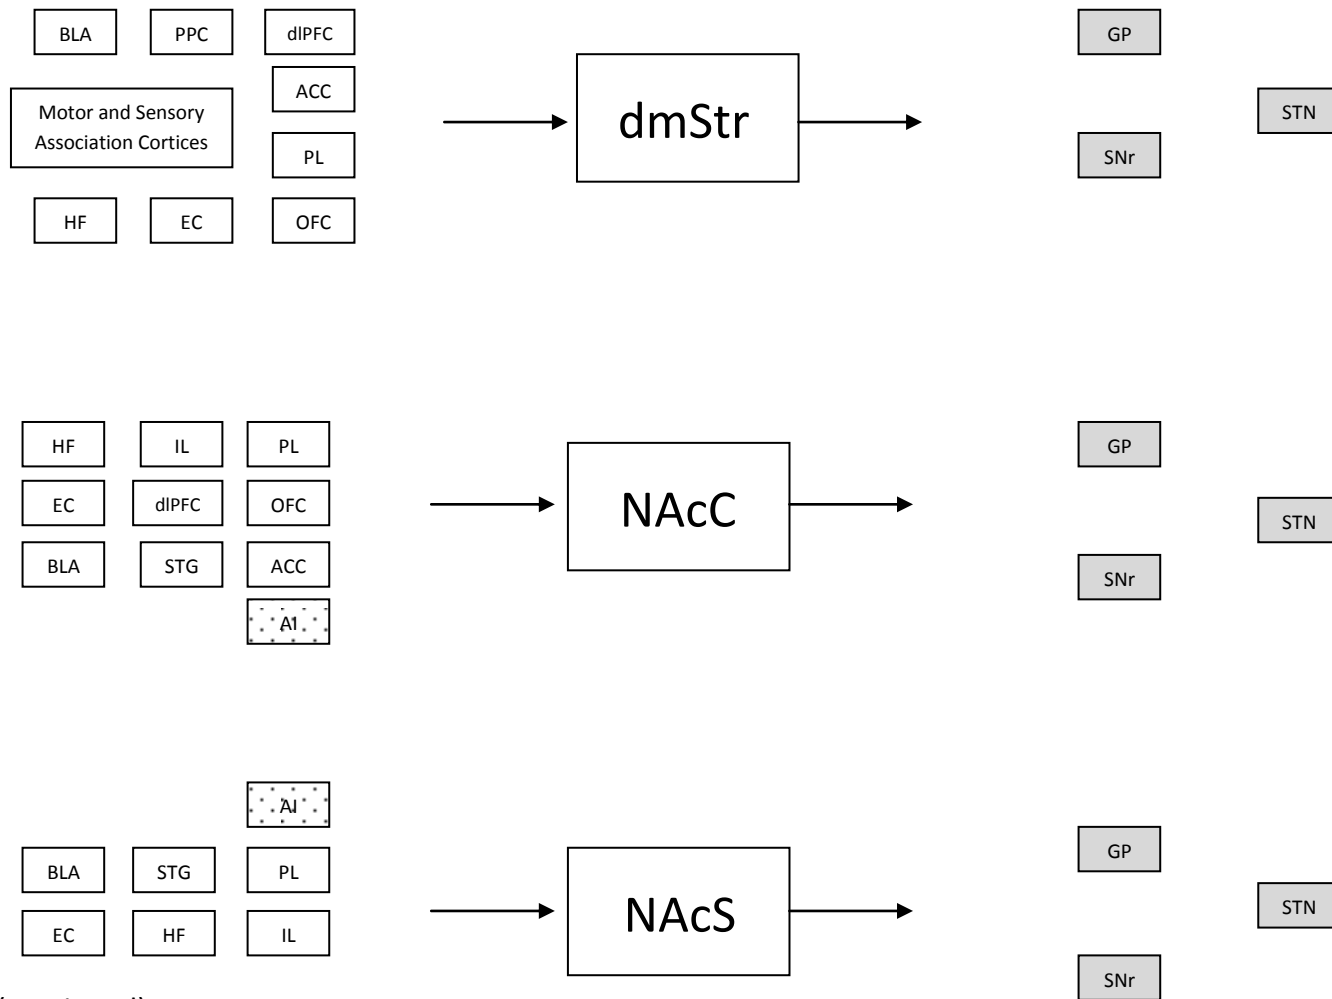 BLA PPC dlPFC
ACC
Motor and Sensory
Association Cortices
PL
HF EC OFC
dmStr
GP
STN
SNr
HF IL PL
EC dlPFC OFC
BLA STG ACC
AI
NAcC
GP
STN
SNr
AI
BLA STG PL
EC HF IL
NAcS
GP
STN
SNr